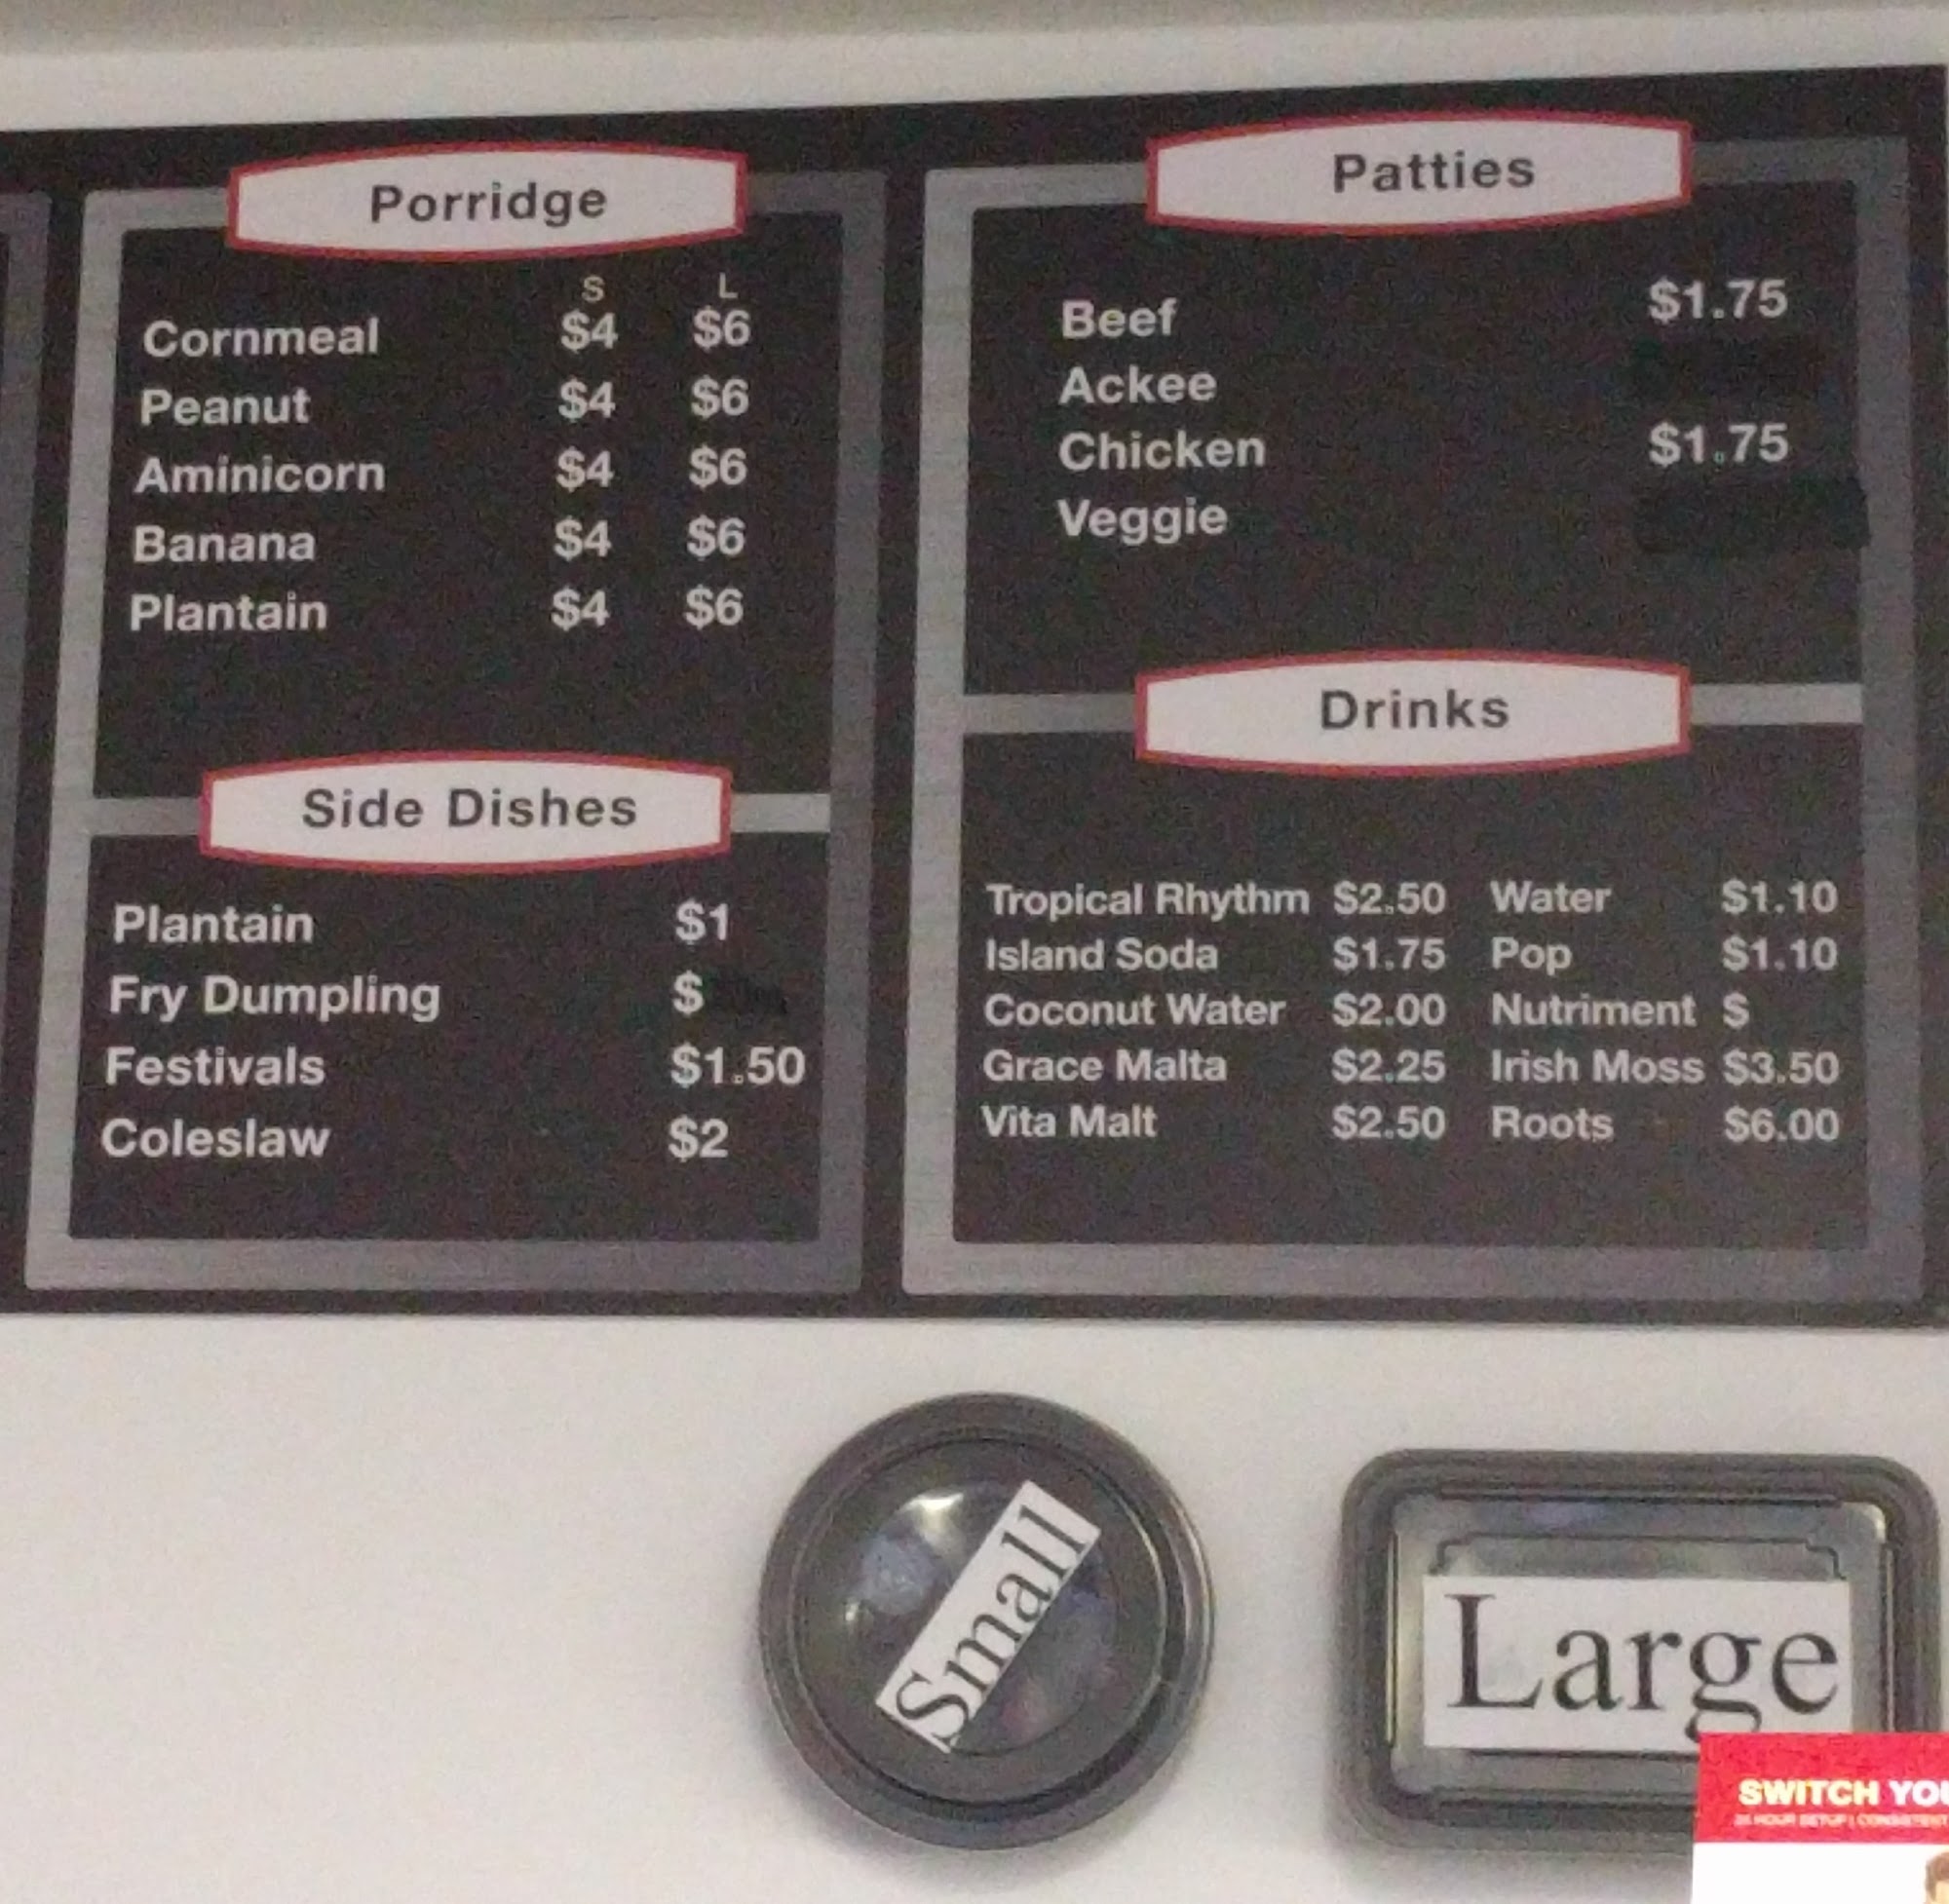 Porridge
S L
Cornmeal $4 $6
Peanut $4 $6
Aminicorn $4 $6
Banana $4 $6
Plantain $4 $6
Side Dishes
Plantain $1
Fry Dumpling $
Festivals $1.50
Coleslaw $2
Patties
Beef $1.75
Ackee
Chicken $1.75
Veggie
Drinks
Tropical Rhythm $2.50 Water $1.10
Island Soda $1.75 Pop $1.10
Coconut Water $2.00 Nutriment $
Grace Malta $2.25 Irish Moss $3.50
Vita Malt $2.50 Roots $6.00
Small
Large
SWITCH YOU